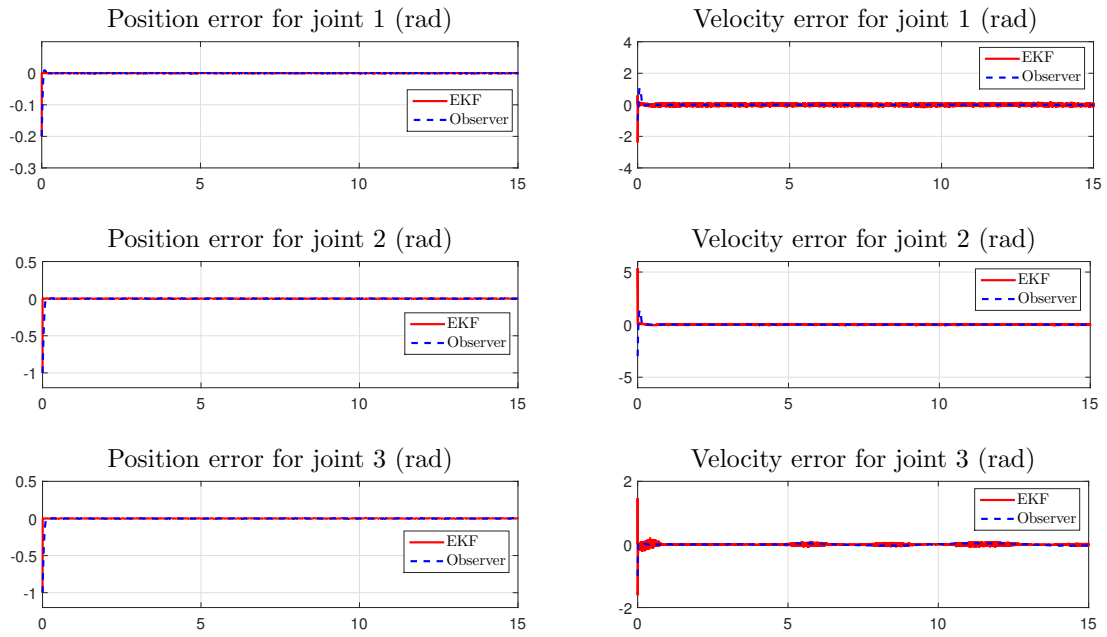 Position error for joint 1 (rad)
0
-0.1
-0.2
-0.3
0 5 10 15
EKF
Observer
Velocity error for joint 1 (rad)
4
2
0
-2
-4
0 5 10 15
EKF
Observer
Position error for joint 2 (rad)
0.5
0
-0.5
-1
0 5 10 15
EKF
Observer
Velocity error for joint 2 (rad)
5
0
-5
0 5 10 15
EKF
Observer
Position error for joint 3 (rad)
0.5
0
-0.5
-1
0 5 10 15
EKF
Observer
Velocity error for joint 3 (rad)
2
0
-2
0 5 10 15
EKF
Observer